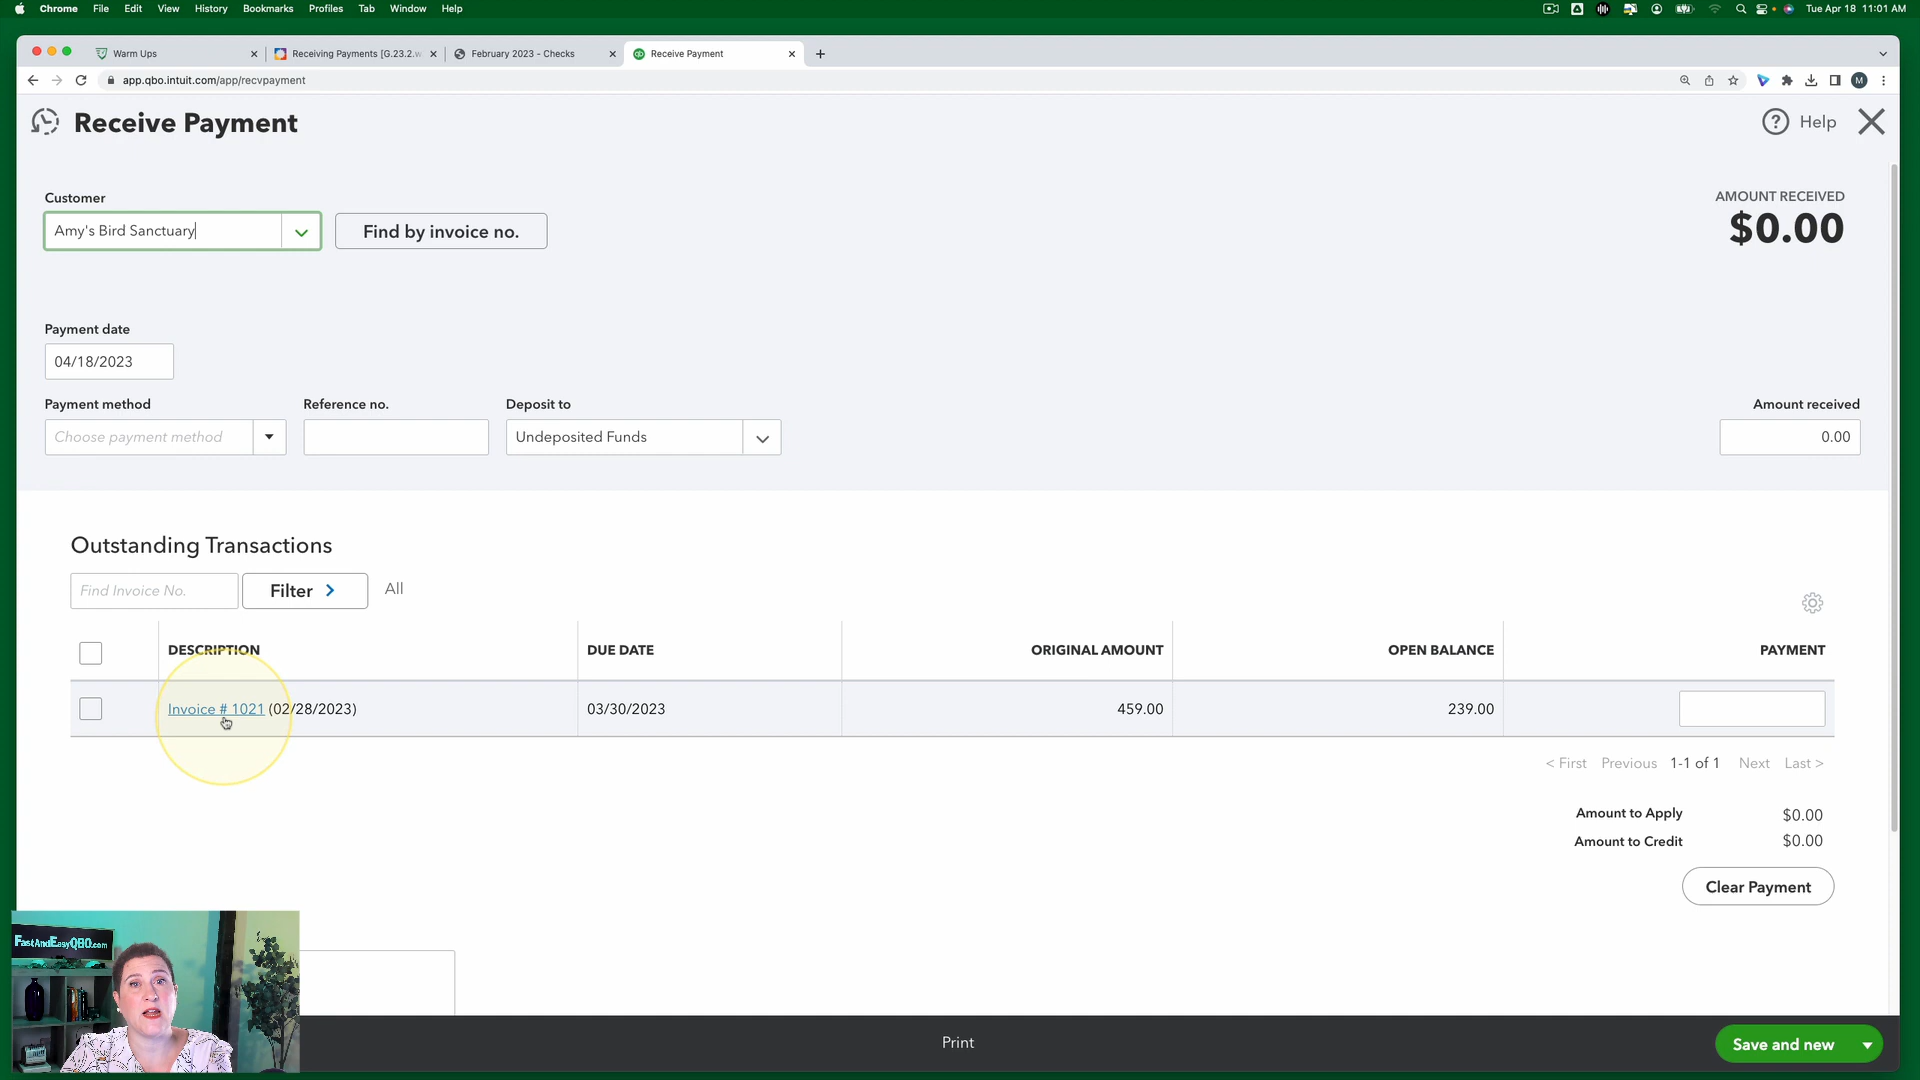 Chrome File Edit View History Bookmarks Profiles Tab Window Help Tue Apr 18 11:01 AM
Warm Ups Receiving Payments [G.23.2.w February 2023 - Checks qb Receive Payment
app.qbo.intuit.com/app/recvpayment M
Receive Payment ? Help
Customer AMOUNT RECEIVED
Amy's Bird Sanctuary Find by invoice no. $0.00
Payment date
04/18/2023
Payment method Reference no. Deposit to Amount received
Choose payment method Undeposited Funds 0.00
Outstanding Transactions
Find Invoice No. Filter > All
DESCRIPTION DUE DATE ORIGINAL AMOUNT OPEN BALANCE PAYMENT
Invoice # 1021 (02/28/2023) 03/30/2023 459.00 239.00
< First Previous 1-1 of 1 Next Last >
Amount to Apply $0.00
Amount to Credit $0.00
Clear Payment
FastAndEasyQBO.com
Print Save and new